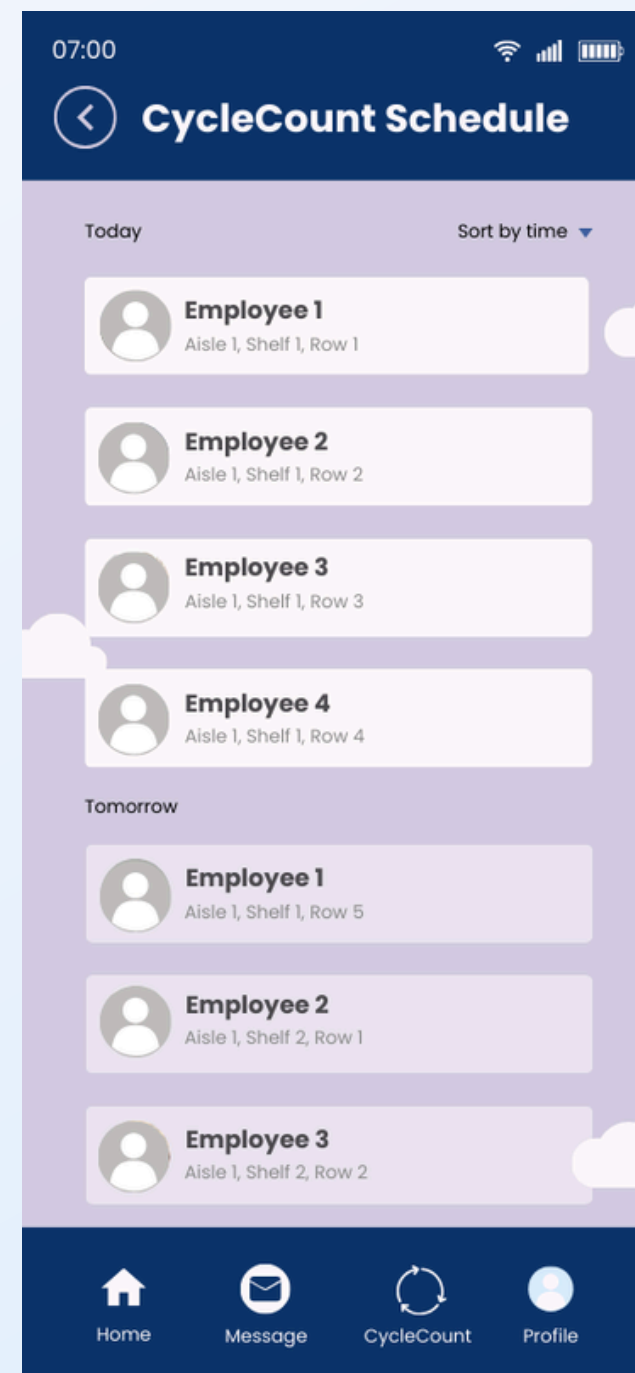 07:00
CycleCount Schedule
Today
Sort by time
Employee 1
Aisle 1, Shelf 1, Row 1
Employee 2
Aisle 1, Shelf 1, Row 2
Employee 3
Aisle 1, Shelf 1, Row 3
Employee 4
Aisle 1, Shelf 1, Row 4
Tomorrow
Employee 1
Aisle 1, Shelf 1, Row 5
Employee 2
Aisle 1, Shelf 2, Row 1
Employee 3
Aisle 1, Shelf 2, Row 2
Home
Message
CycleCount
Profile